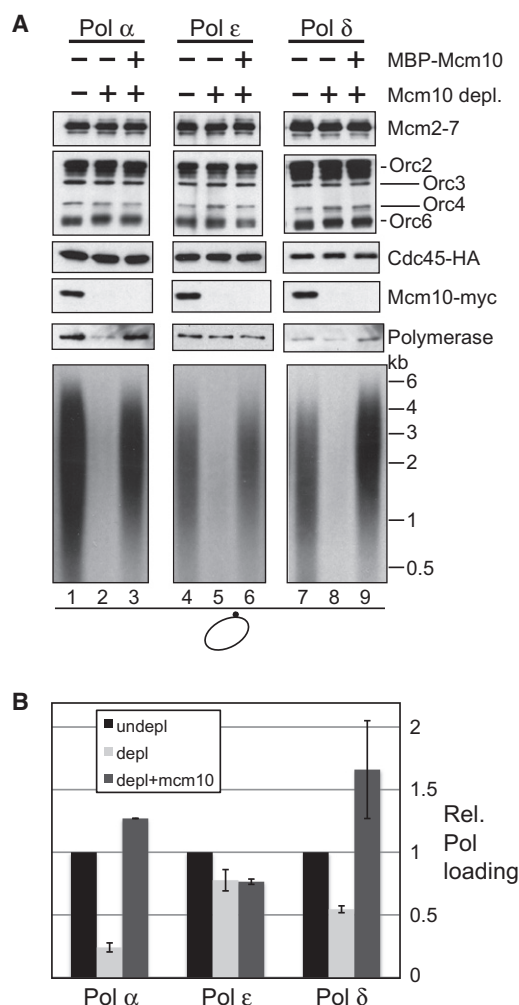 A
Pol α Pol ε Pol δ
− − + − − + − − + MBP-Mcm10
− + + − + + − + + Mcm10 depl.
Mcm2-7
Orc2
Orc3
Orc4
Orc6
Cdc45-HA
Mcm10-myc
Polymerase
kb
6
4
3
2
1
0.5
1 2 3 4 5 6 7 8 9
B
undepl
depl
depl+mcm10
2
1.5
1
0.5
0
Rel.
Pol
loading
Pol α Pol ε Pol δ